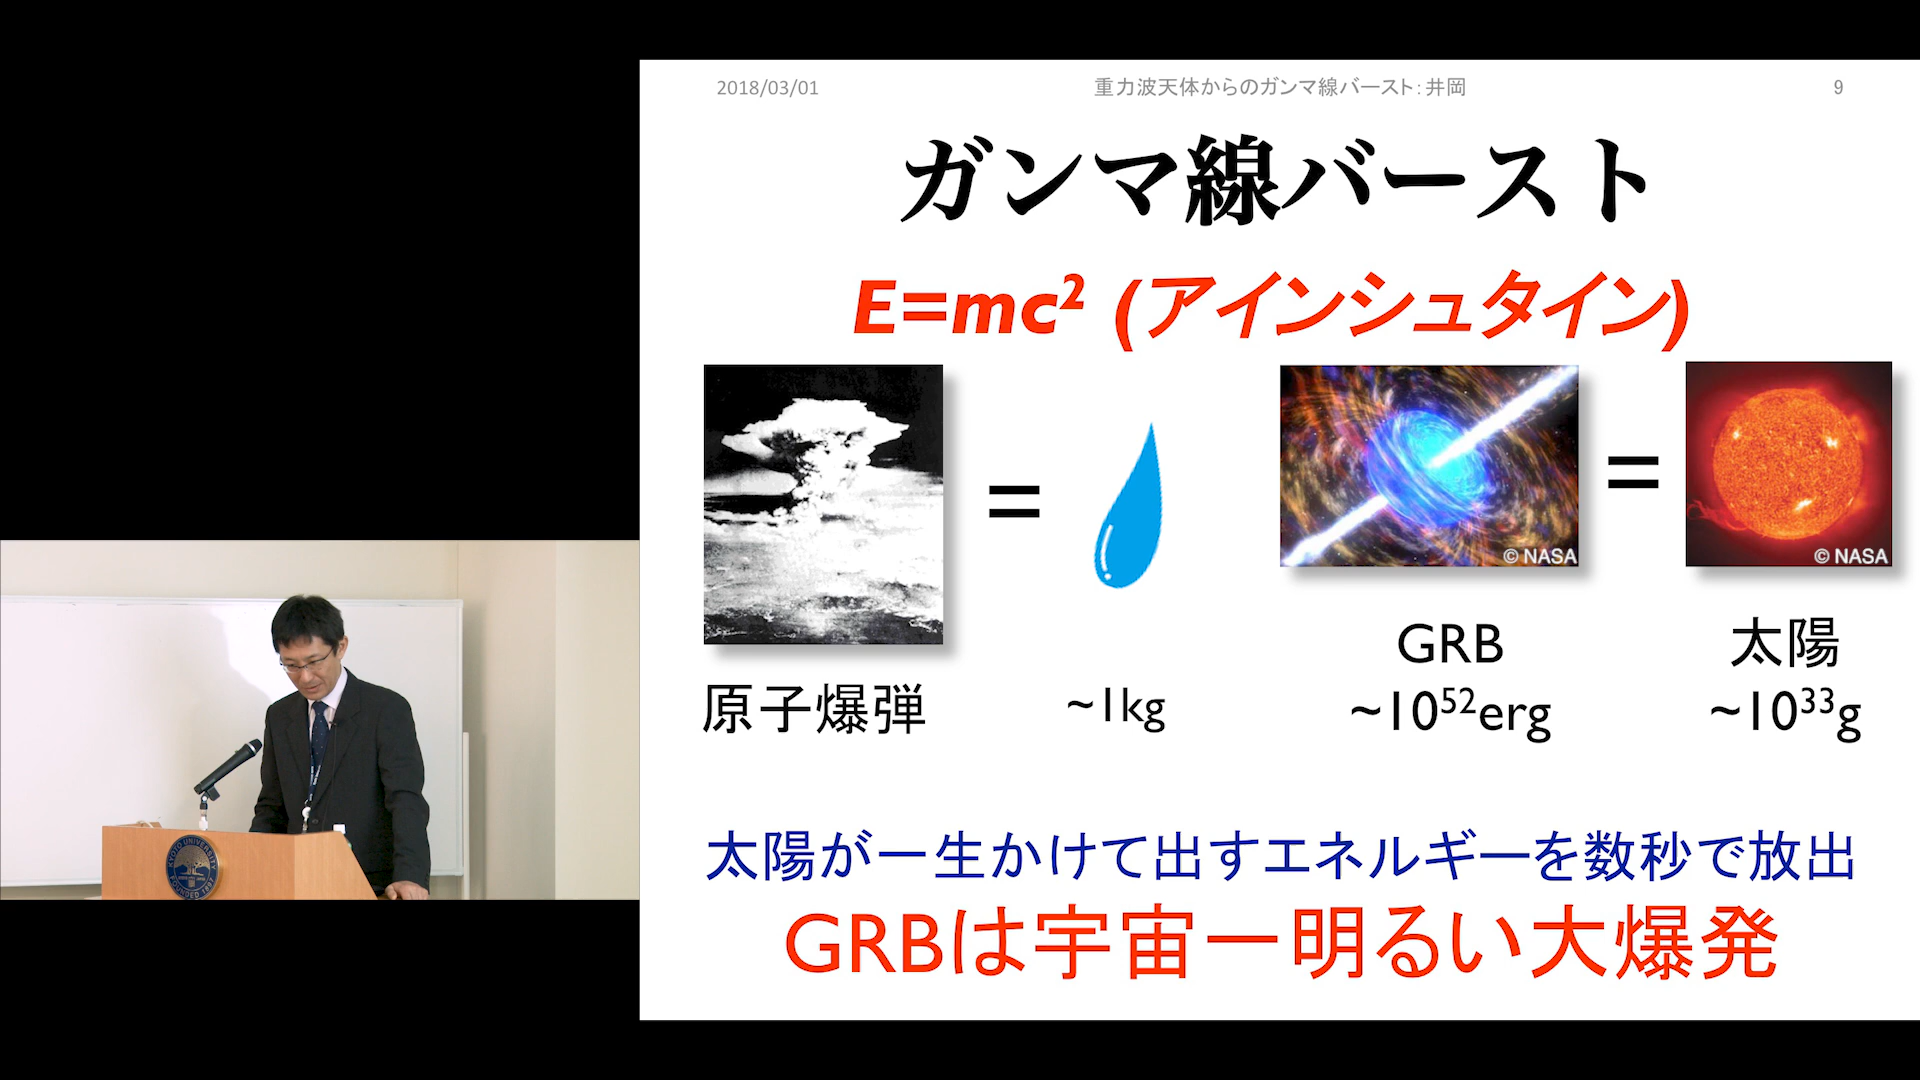 2018/03/01
重力波天体からのガンマ線バースト：井岡
9
ガンマ線バースト
E=mc² (アインシュタイン)
=
© NASA
=
© NASA
原子爆弾
~1kg
GRB
~10⁵²erg
太陽
~10³³g
太陽が一生かけて出すエネルギーを数秒で放出
GRBは宇宙一明るい大爆発
KYOTO UNIVERSITY
FOUNDED 1897